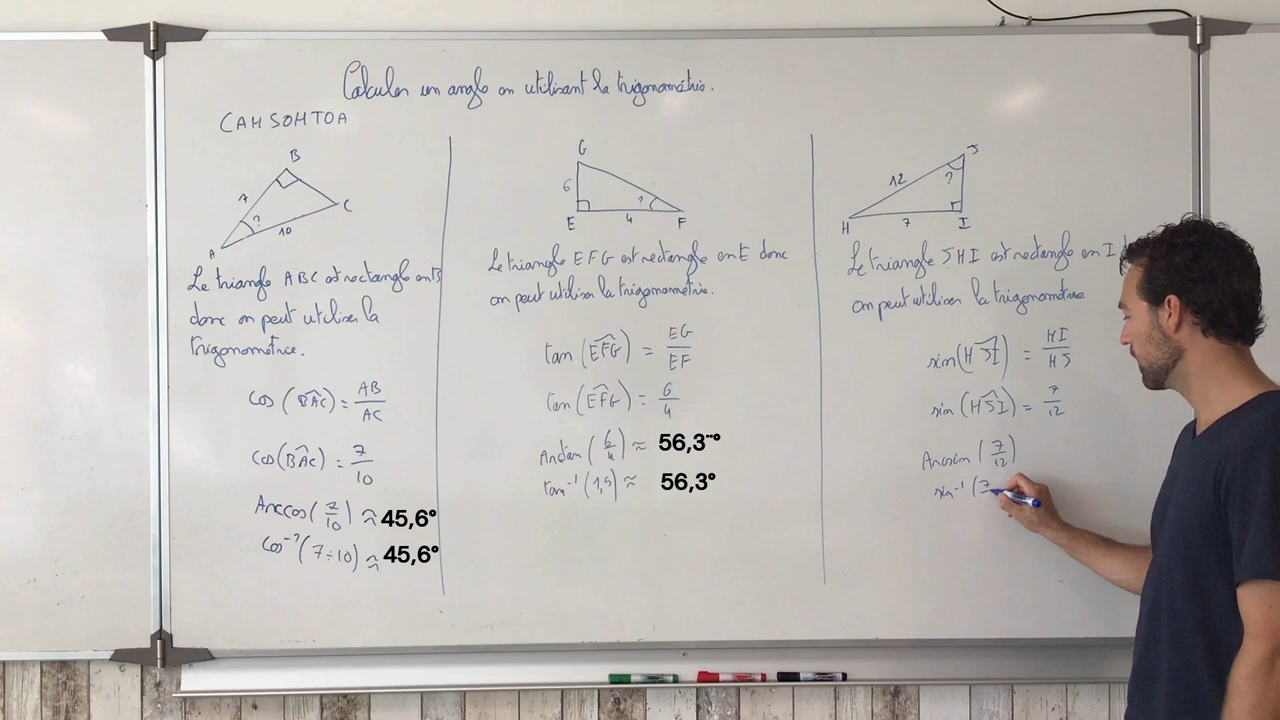 Calculer un angle en utilisant la trigonométrie.
CAH SOH TOA
B
7
?
C
10
A
Le triangle ABC est rectangle en B
donc on peut utiliser la
trigonométrie.
cos (BAC) = AB/AC
cos (BAC) = 7/10
Arccos (7/10) ≈ 45,6°
cos⁻¹ (7÷10) ≈ 45,6°
G
6
?
E
4
F
Le triangle EFG est rectangle en E donc
on peut utiliser la trigonométrie.
tan (EFG) = EG/EF
tan (EFG) = 6/4
Arctan (6/4) ≈ 56,3°
tan⁻¹ (1,5) ≈ 56,3°
J
12
?
H
7
I
Le triangle JHI est rectangle en I
on peut utiliser la trigonométrie
sin (HJI) = HI/HJ
sin (HJI) = 7/12
Arcsin (7/12)
sin⁻¹ (7